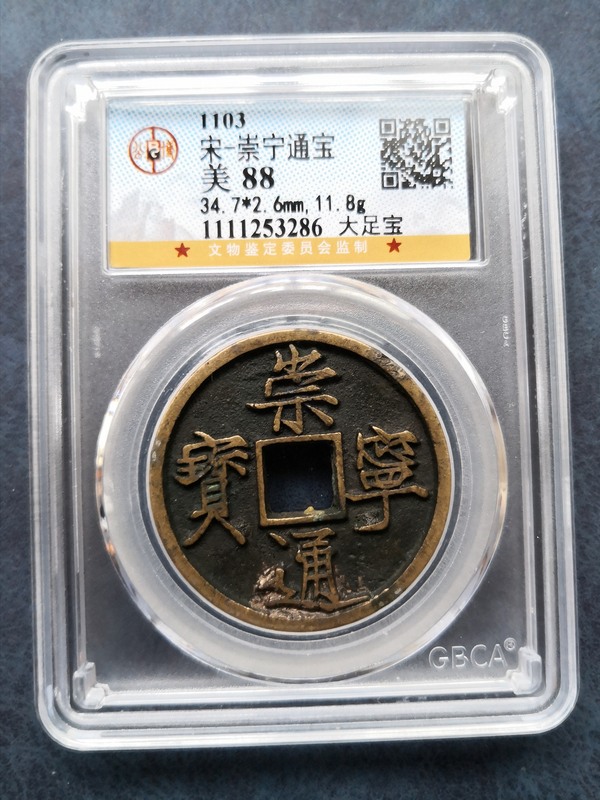 1103
宋-崇宁通宝
美 88
34.7*2.6mm,11.8g
1111253286 大足宝
★ 文物鉴定委员会监制 ★
崇
寧
通
寳
GBCA®